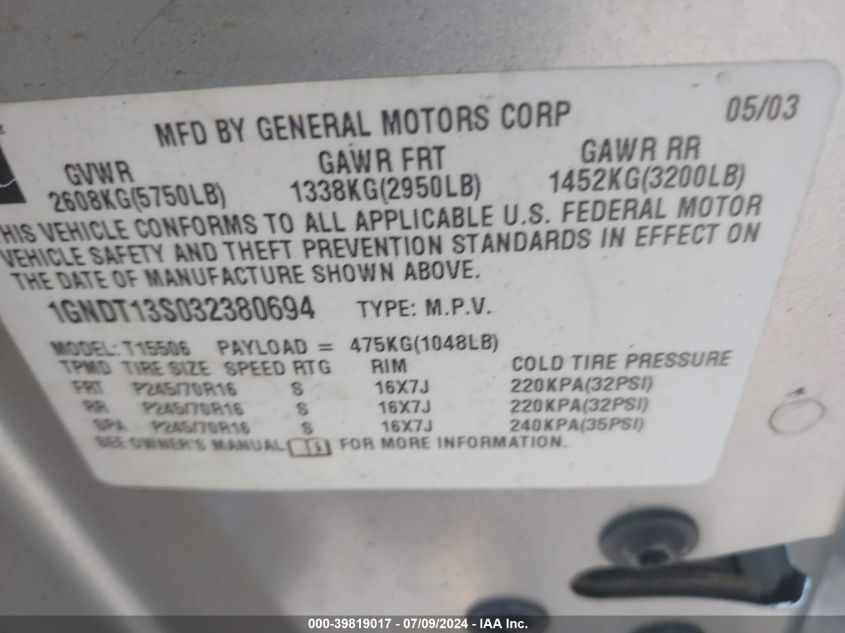 MFD BY GENERAL MOTORS CORP 05/03
GVWR GAWR FRT GAWR RR
2608KG(5750LB) 1338KG(2950LB) 1452KG(3200LB)
HIS VEHICLE CONFORMS TO ALL APPLICABLE U.S. FEDERAL MOTOR
VEHICLE SAFETY AND THEFT PREVENTION STANDARDS IN EFFECT ON
THE DATE OF MANUFACTURE SHOWN ABOVE.
1GNDT13S032380694 TYPE: M.P.V.
MODEL: T15506 PAYLOAD = 475KG(1048LB)
TPMD TIRE SIZE SPEED RTG RIM COLD TIRE PRESSURE
FRT P245/70R16 S 16X7J 220KPA(32PSI)
RR P245/70R16 S 16X7J 220KPA(32PSI)
SPA P245/70R16 S 16X7J 240KPA(35PSI)
SEE OWNER'S MANUAL FOR MORE INFORMATION.
000-39819017 - 07/09/2024 - IAA Inc.